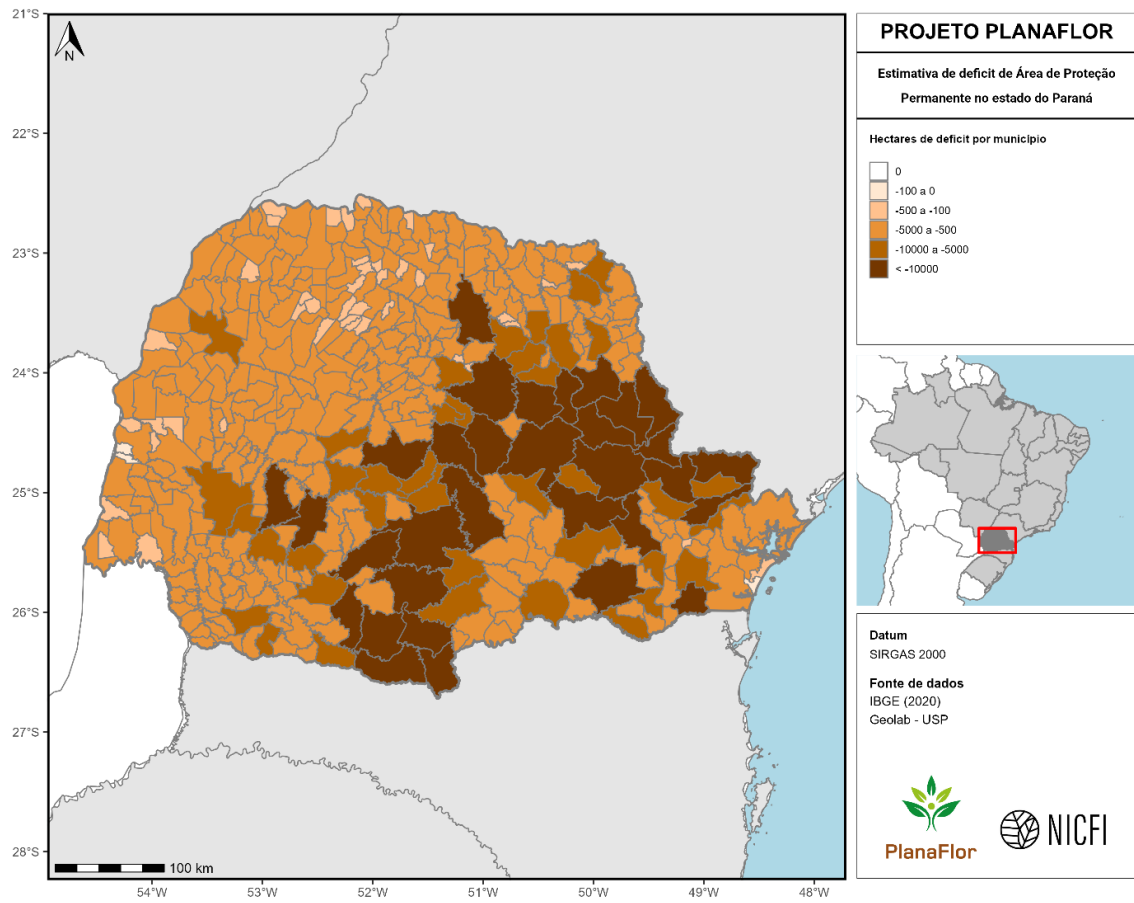 PROJETO PLANAFLOR
Estimativa de deficit de Área de Proteção
Permanente no estado do Paraná
Hectares de deficit por município
0
-100 a 0
-500 a -100
-5000 a -500
-10000 a -5000
< -10000
N
21°S
22°S
23°S
24°S
25°S
26°S
27°S
28°S
100 km
54°W
53°W
52°W
51°W
50°W
49°W
48°W
Datum
SIRGAS 2000
Fonte de dados
IBGE (2020)
Geolab - USP
PlanaFlor
NICFI